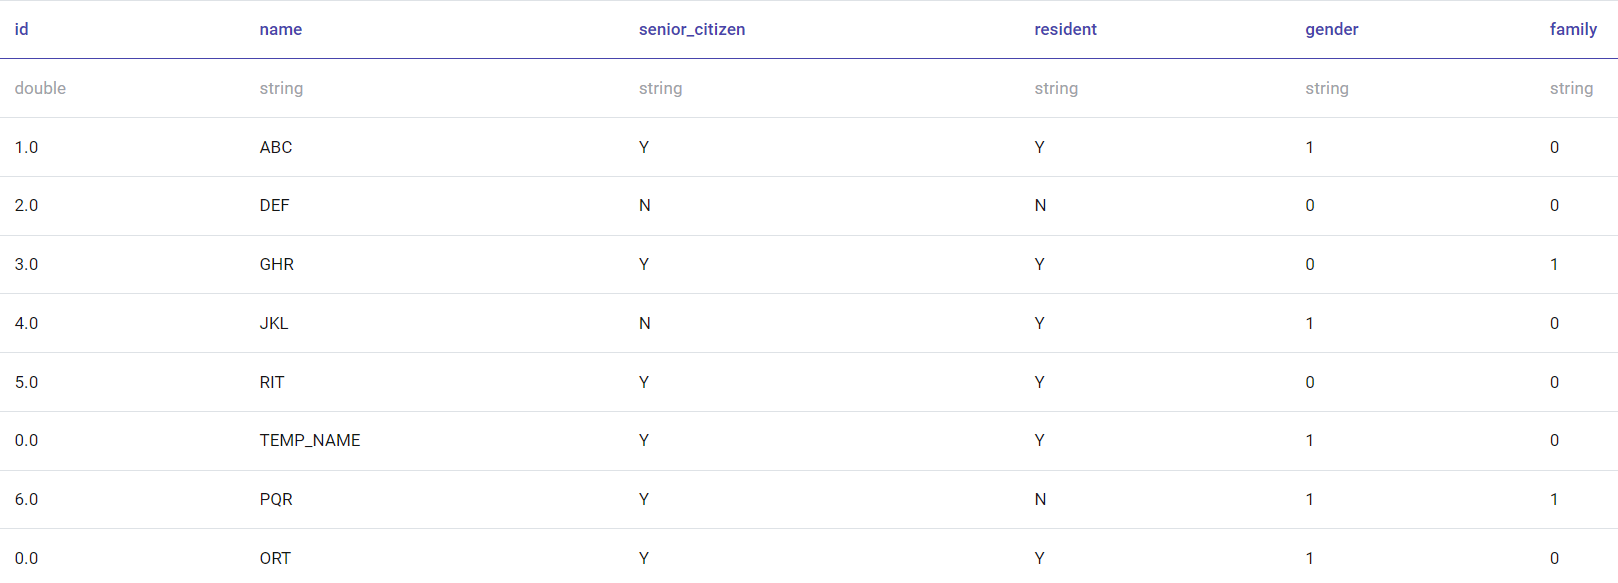 id name senior_citizen resident gender family
double string string string string string
1.0 ABC Y Y 1 0
2.0 DEF N N 0 0
3.0 GHR Y Y 0 1
4.0 JKL N Y 1 0
5.0 RIT Y Y 0 0
0.0 TEMP_NAME Y Y 1 0
6.0 PQR Y N 1 1
0.0 ORT Y Y 1 0